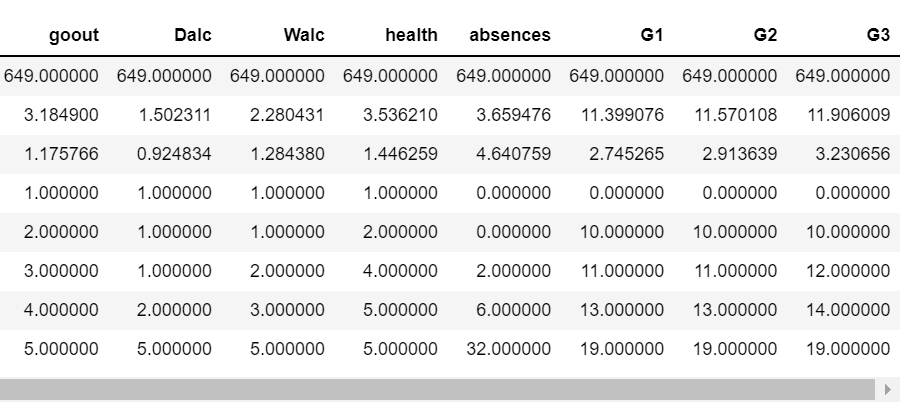 goout Dalc Walc health absences G1 G2 G3
649.000000 649.000000 649.000000 649.000000 649.000000 649.000000 649.000000 649.000000
3.184900 1.502311 2.280431 3.536210 3.659476 11.399076 11.570108 11.906009
1.175766 0.924834 1.284380 1.446259 4.640759 2.745265 2.913639 3.230656
1.000000 1.000000 1.000000 1.000000 0.000000 0.000000 0.000000 0.000000
2.000000 1.000000 1.000000 2.000000 0.000000 10.000000 10.000000 10.000000
3.000000 1.000000 2.000000 4.000000 2.000000 11.000000 11.000000 12.000000
4.000000 2.000000 3.000000 5.000000 6.000000 13.000000 13.000000 14.000000
5.000000 5.000000 5.000000 5.000000 32.000000 19.000000 19.000000 19.000000